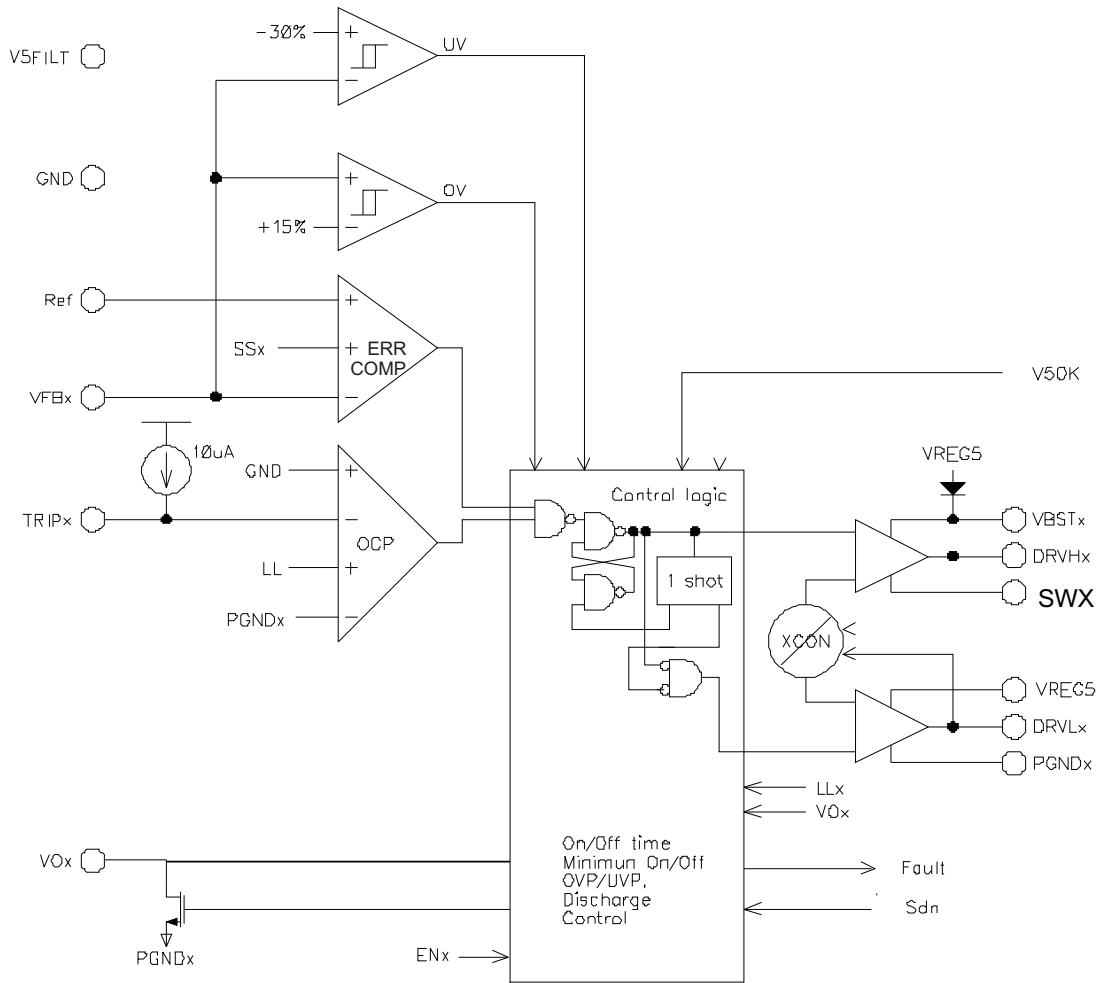 V5FILT
-30%
+
-
UV
GND
+
OV
+15%
-
Ref
+
SSx
+ ERR
COMP
VFBx
-
V5OK
10uA
GND
+
Control logic
VREG5
TRIPx
-
OCP
LL
+
PGNDx
-
1 shot
VBSTx
DRVHx
SWX
XCON
VREG5
DRVLx
PGNDx
LLx
VOx
VOx
On/Off time
Minimun On/Off
OVP/UVP,
Discharge
Control
Fault
Sdn
PGNDx
ENx